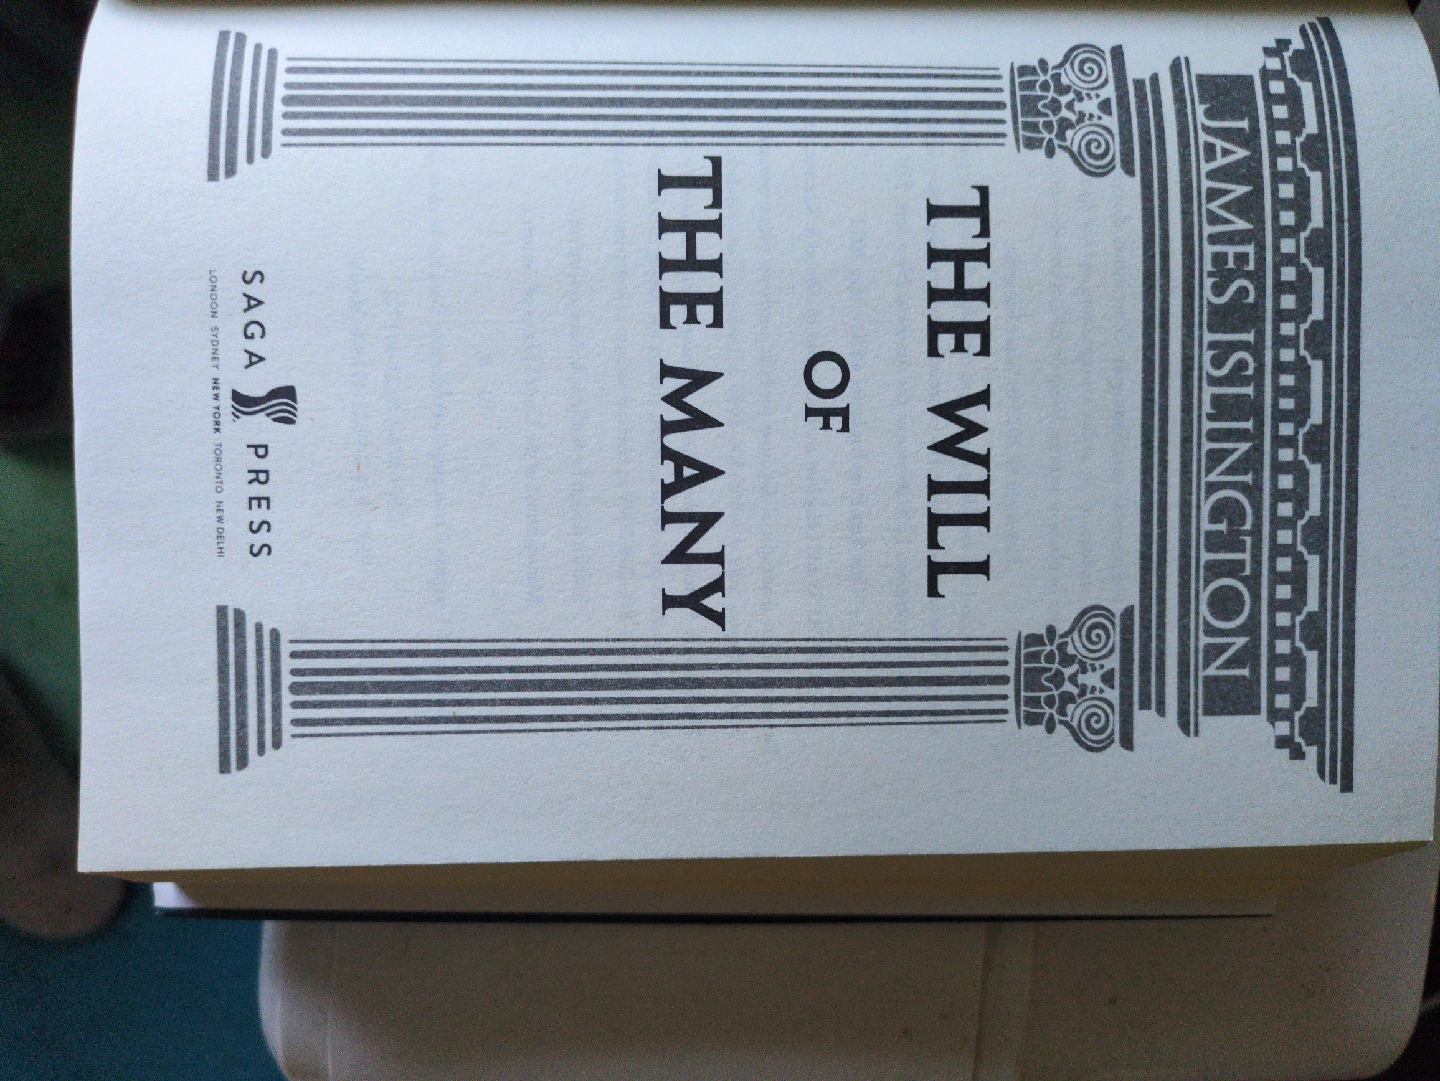 JAMES ISLINGTON
THE WILL
OF
THE MANY
SAGA PRESS
LONDON SYDNEY NEW YORK TORONTO NEW DELHI